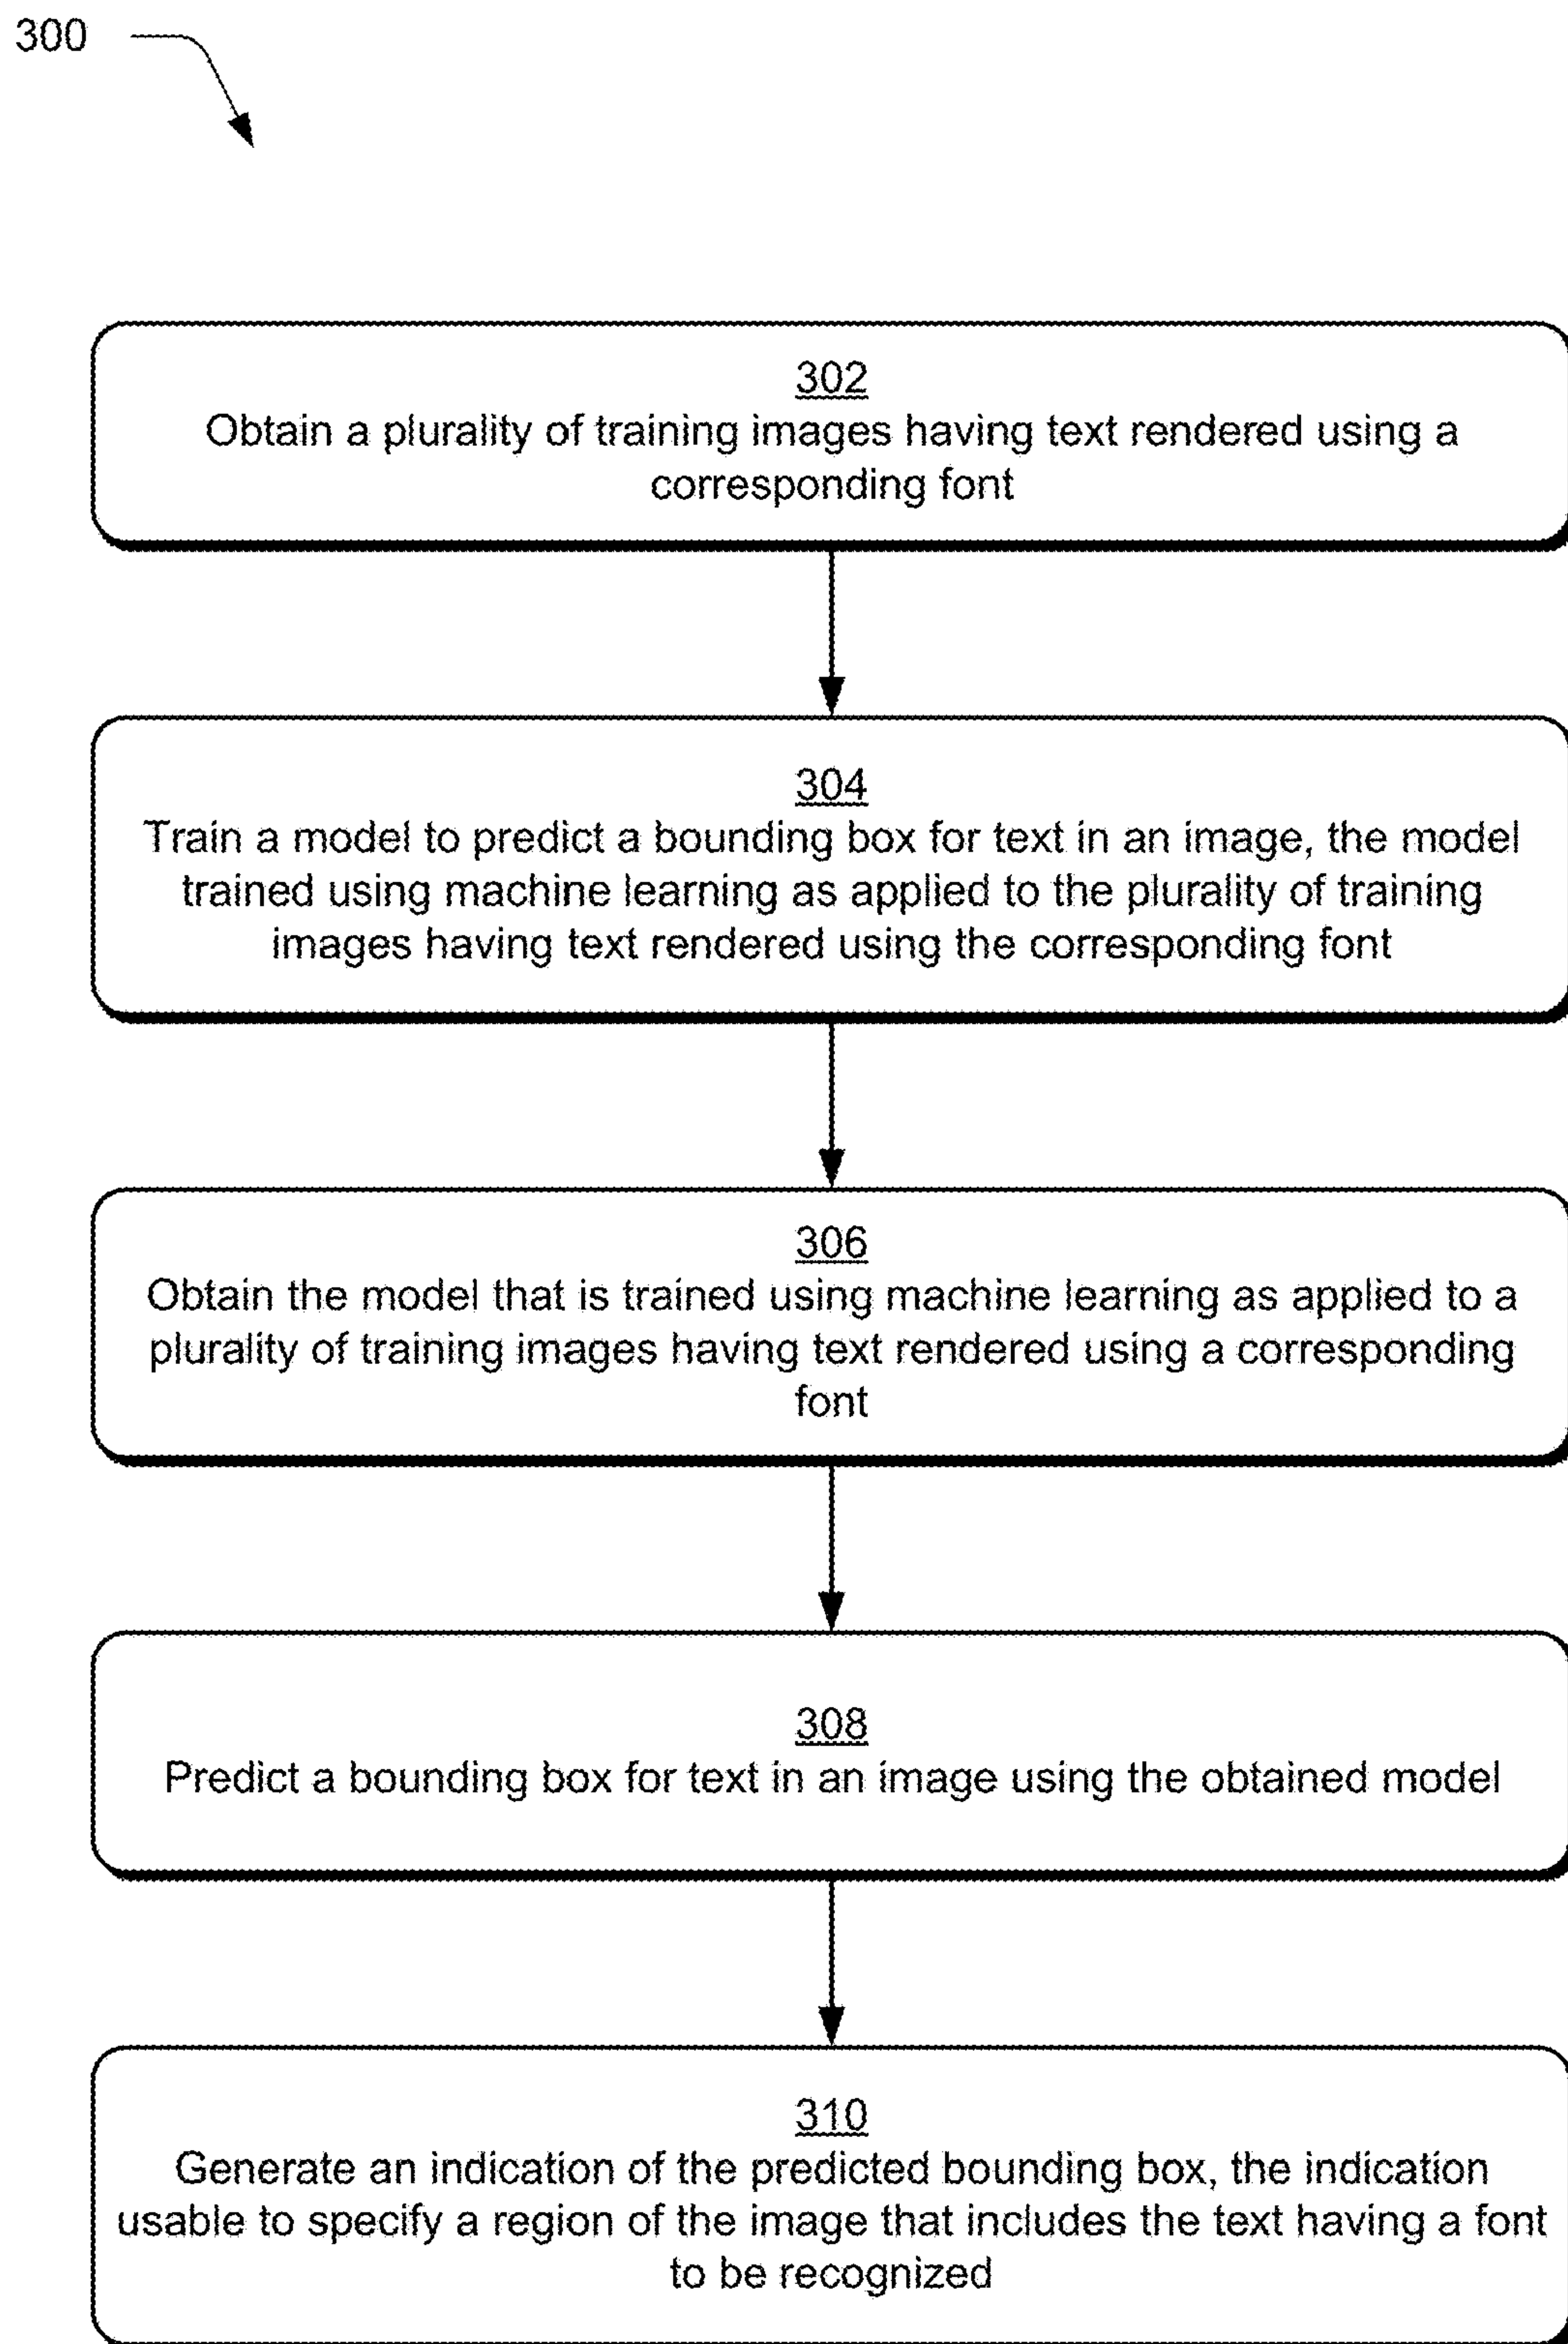 300
302
Obtain a plurality of training images having text rendered using a
corresponding font
304
Train a model to predict a bounding box for text in an image, the model
trained using machine learning as applied to the plurality of training
images having text rendered using the corresponding font
306
Obtain the model that is trained using machine learning as applied to a
plurality of training images having text rendered using a corresponding
font
308
Predict a bounding box for text in an image using the obtained model
310
Generate an indication of the predicted bounding box, the indication
usable to specify a region of the image that includes the text having a font
to be recognized